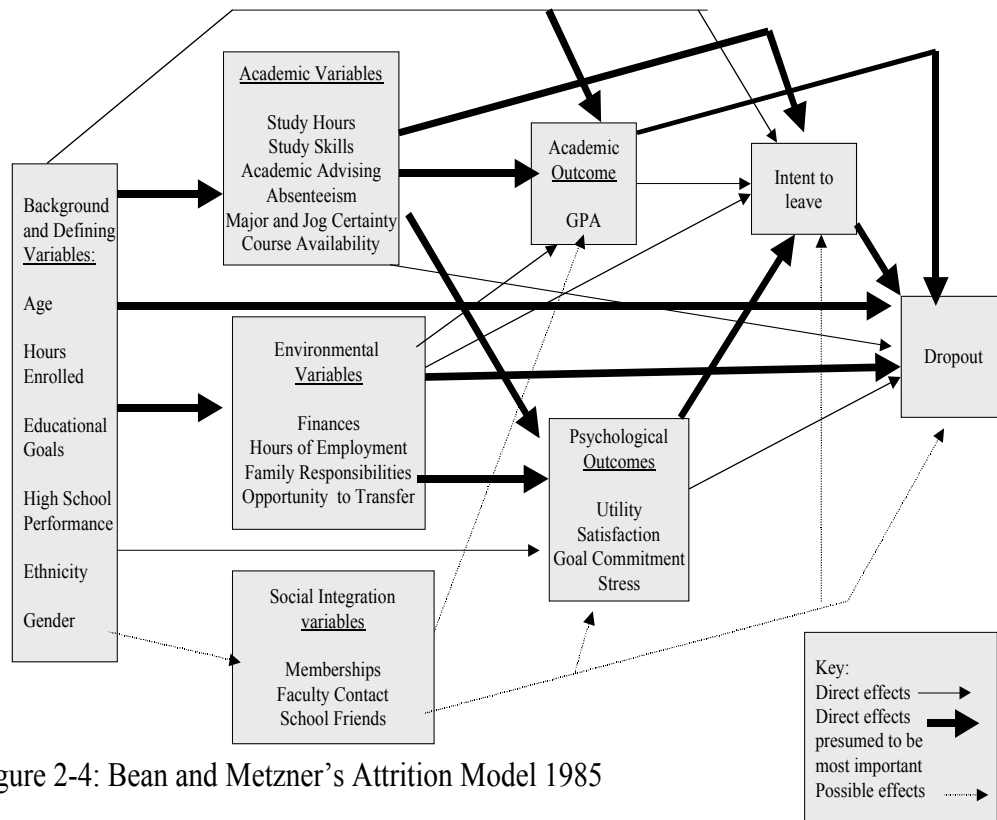 Academic Variables
Study Hours
Study Skills
Academic Advising
Absenteeism
Major and Jog Certainty
Course Availability
Academic
Outcome
GPA
Intent to
leave
Background
and Defining
Variables:
Age
Hours
Enrolled
Educational
Goals
High School
Performance
Ethnicity
Gender
Environmental
Variables
Finances
Hours of Employment
Family Responsibilities
Opportunity to Transfer
Dropout
Psychological
Outcomes
Utility
Satisfaction
Goal Commitment
Stress
Social Integration
variables
Memberships
Faculty Contact
School Friends
Key:
Direct effects
Direct effects
presumed to be
most important
Possible effects
gure 2-4: Bean and Metzner's Attrition Model 1985